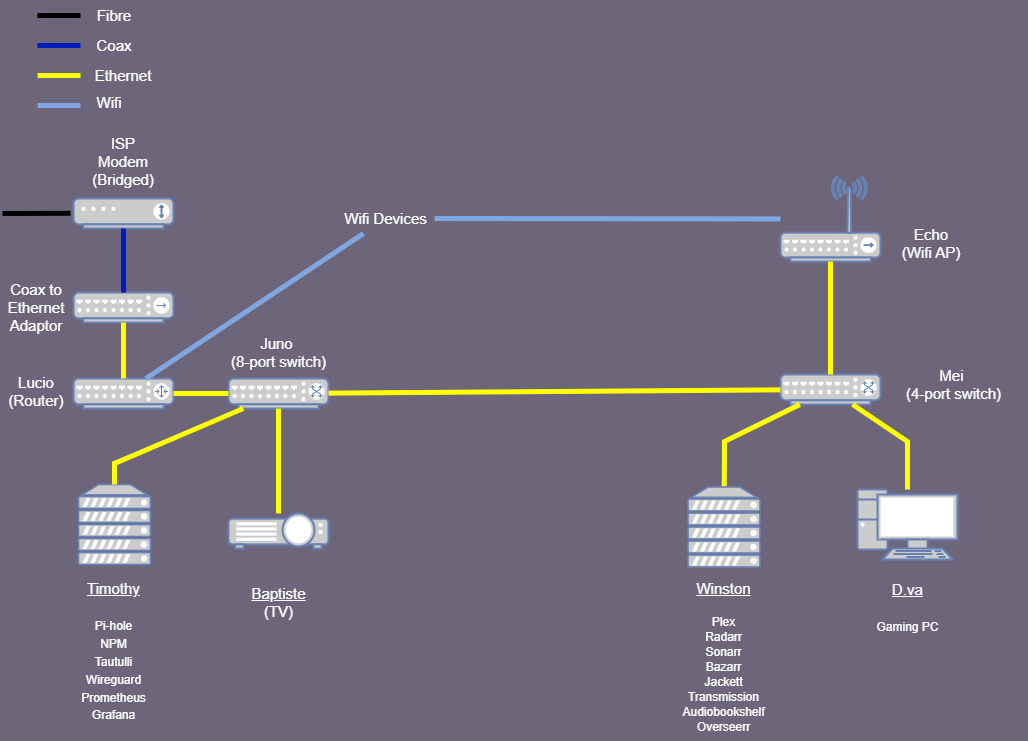 Fibre
Coax
Ethernet
Wifi
ISP
Modem
(Bridged)
Wifi Devices
Echo
(Wifi AP)
Coax to
Ethernet
Adaptor
Juno
(8-port switch)
Lucio
(Router)
Mei
(4-port switch)
Timothy
Pi-hole
NPM
Tautulli
Wireguard
Prometheus
Grafana
Baptiste
(TV)
Winston
Plex
Radarr
Sonarr
Bazarr
Jackett
Transmission
Audiobookshelf
Overseerr
D.va
Gaming PC